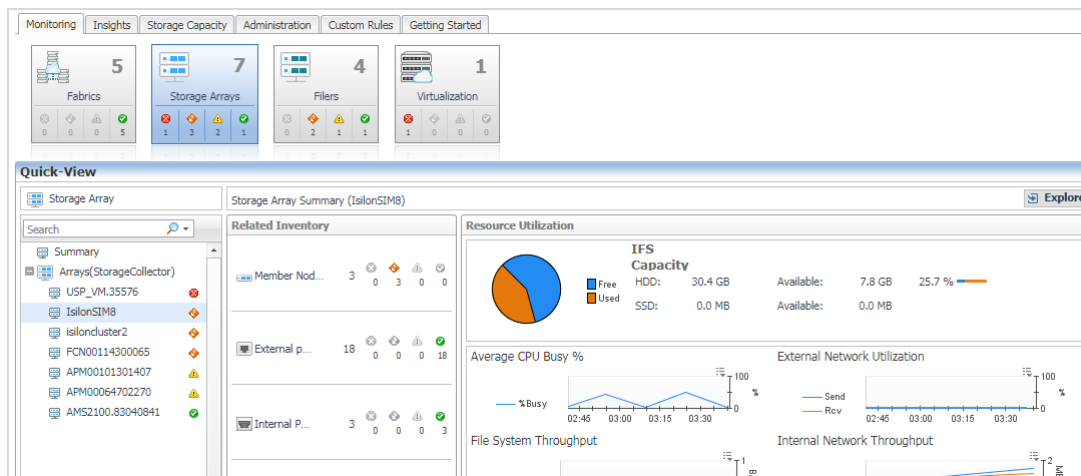 Monitoring Insights Storage Capacity Administration Custom Rules Getting Started
5 7 4 1
Fabrics Storage Arrays Filers Virtualization
0 0 0 5 1 3 2 1 0 2 1 1 1 0 0 0
Quick-View
Storage Array
Storage Array Summary (IsilonSIM8)
Explore
Search
Summary
Arrays(StorageCollector)
USP_VM.35576
IsilonSIM8
isiloncluster2
FCN00114300065
APM00101301407
APM00064702270
AMS2100.83040841
Related Inventory
Member Nod... 3 0 3 0 0
External p... 18 0 0 0 18
Internal P... 3 0 0 0 3
Resource Utilization
IFS
Capacity
Free
Used
HDD: 30.4 GB Available: 7.8 GB 25.7 %
SSD: 0.0 MB Available: 0.0 MB
Average CPU Busy %
%Busy
100
%
0
02:45 03:00 03:15 03:30
External Network Utilization
Send
Rcv
100
%
0
02:45 03:00 03:15 03:30
File System Throughput
1
Internal Network Throughput
2